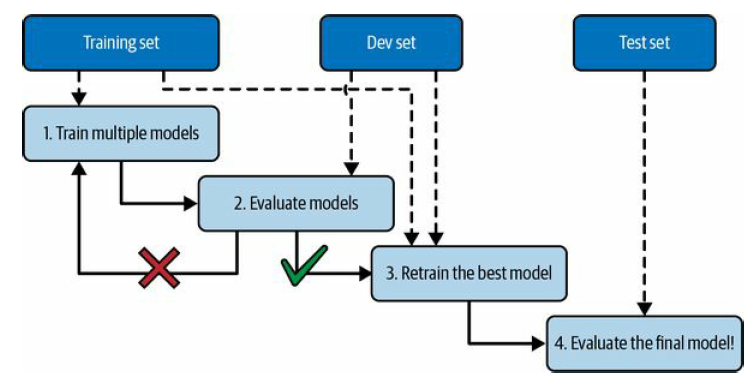 Training set
Dev set
Test set
1. Train multiple models
2. Evaluate models
3. Retrain the best model
4. Evaluate the final model!